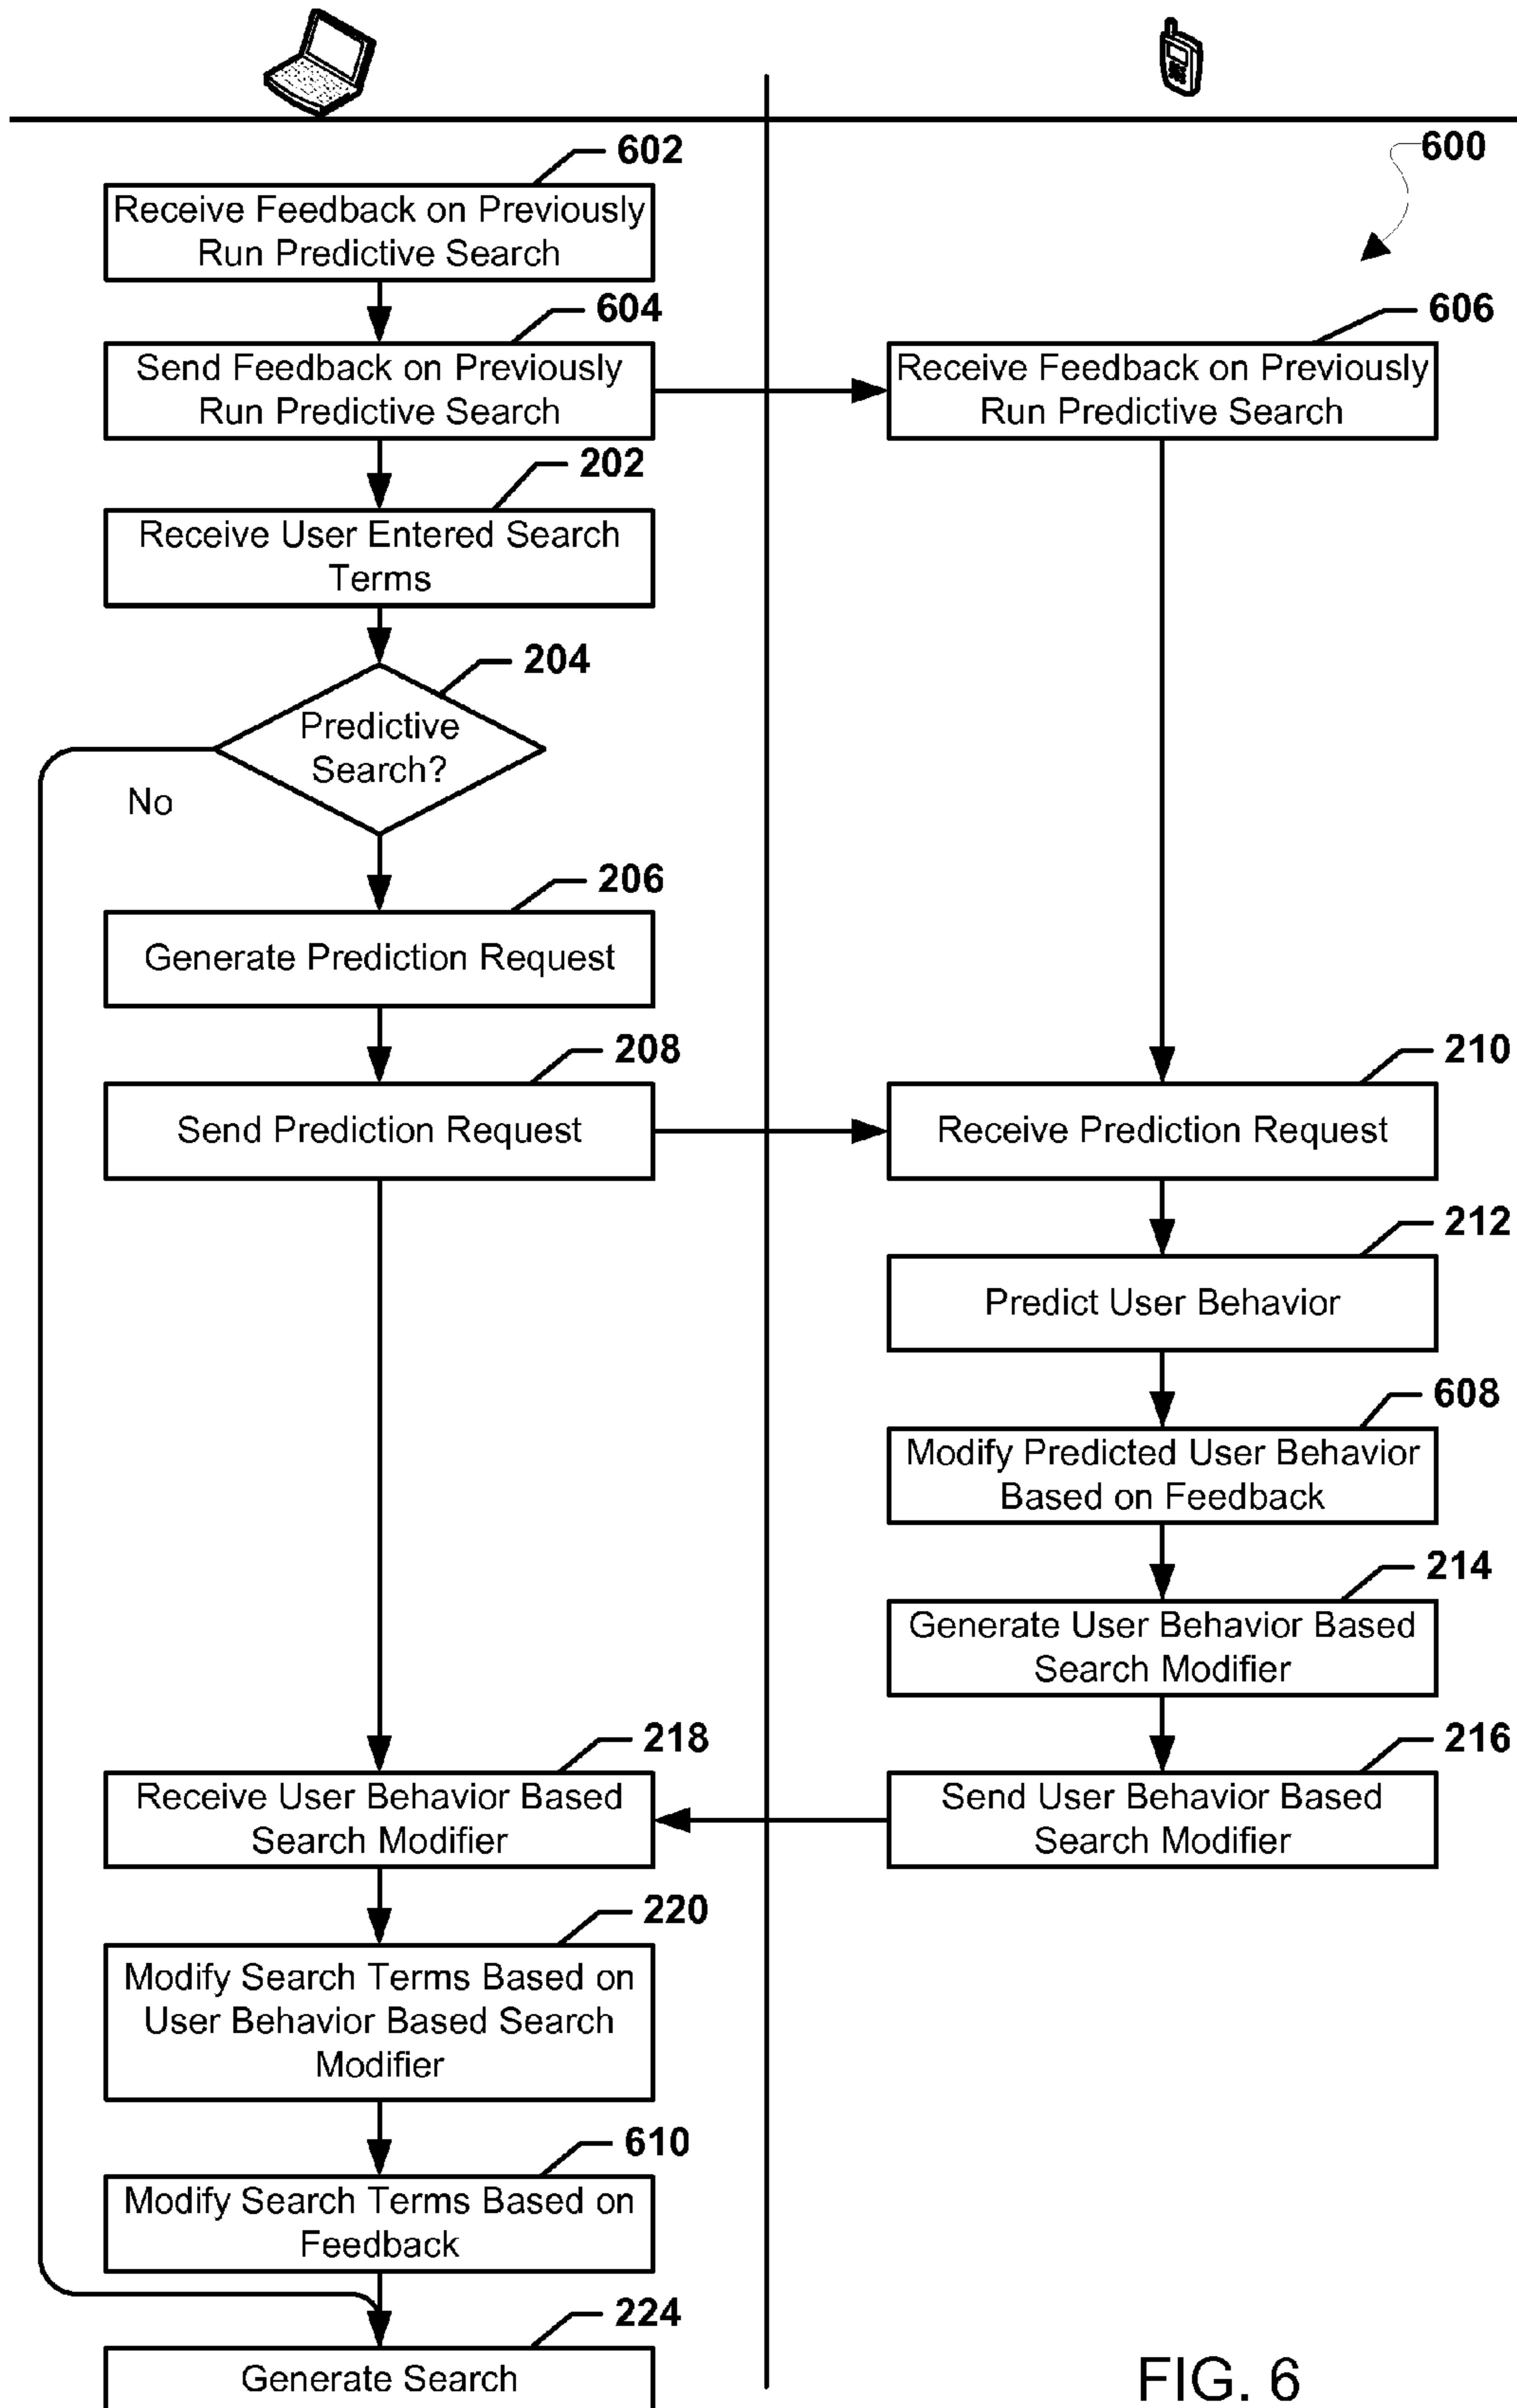 602
600
Receive Feedback on Previously
Run Predictive Search
604
606
Send Feedback on Previously
Run Predictive Search
Receive Feedback on Previously
Run Predictive Search
202
Receive User Entered Search
Terms
204
Predictive
Search?
No
206
Generate Prediction Request
208
210
Send Prediction Request
Receive Prediction Request
212
Predict User Behavior
608
Modify Predicted User Behavior
Based on Feedback
214
Generate User Behavior Based
Search Modifier
218
216
Receive User Behavior Based
Search Modifier
Send User Behavior Based
Search Modifier
220
Modify Search Terms Based on
User Behavior Based Search
Modifier
610
Modify Search Terms Based on
Feedback
224
Generate Search
FIG. 6